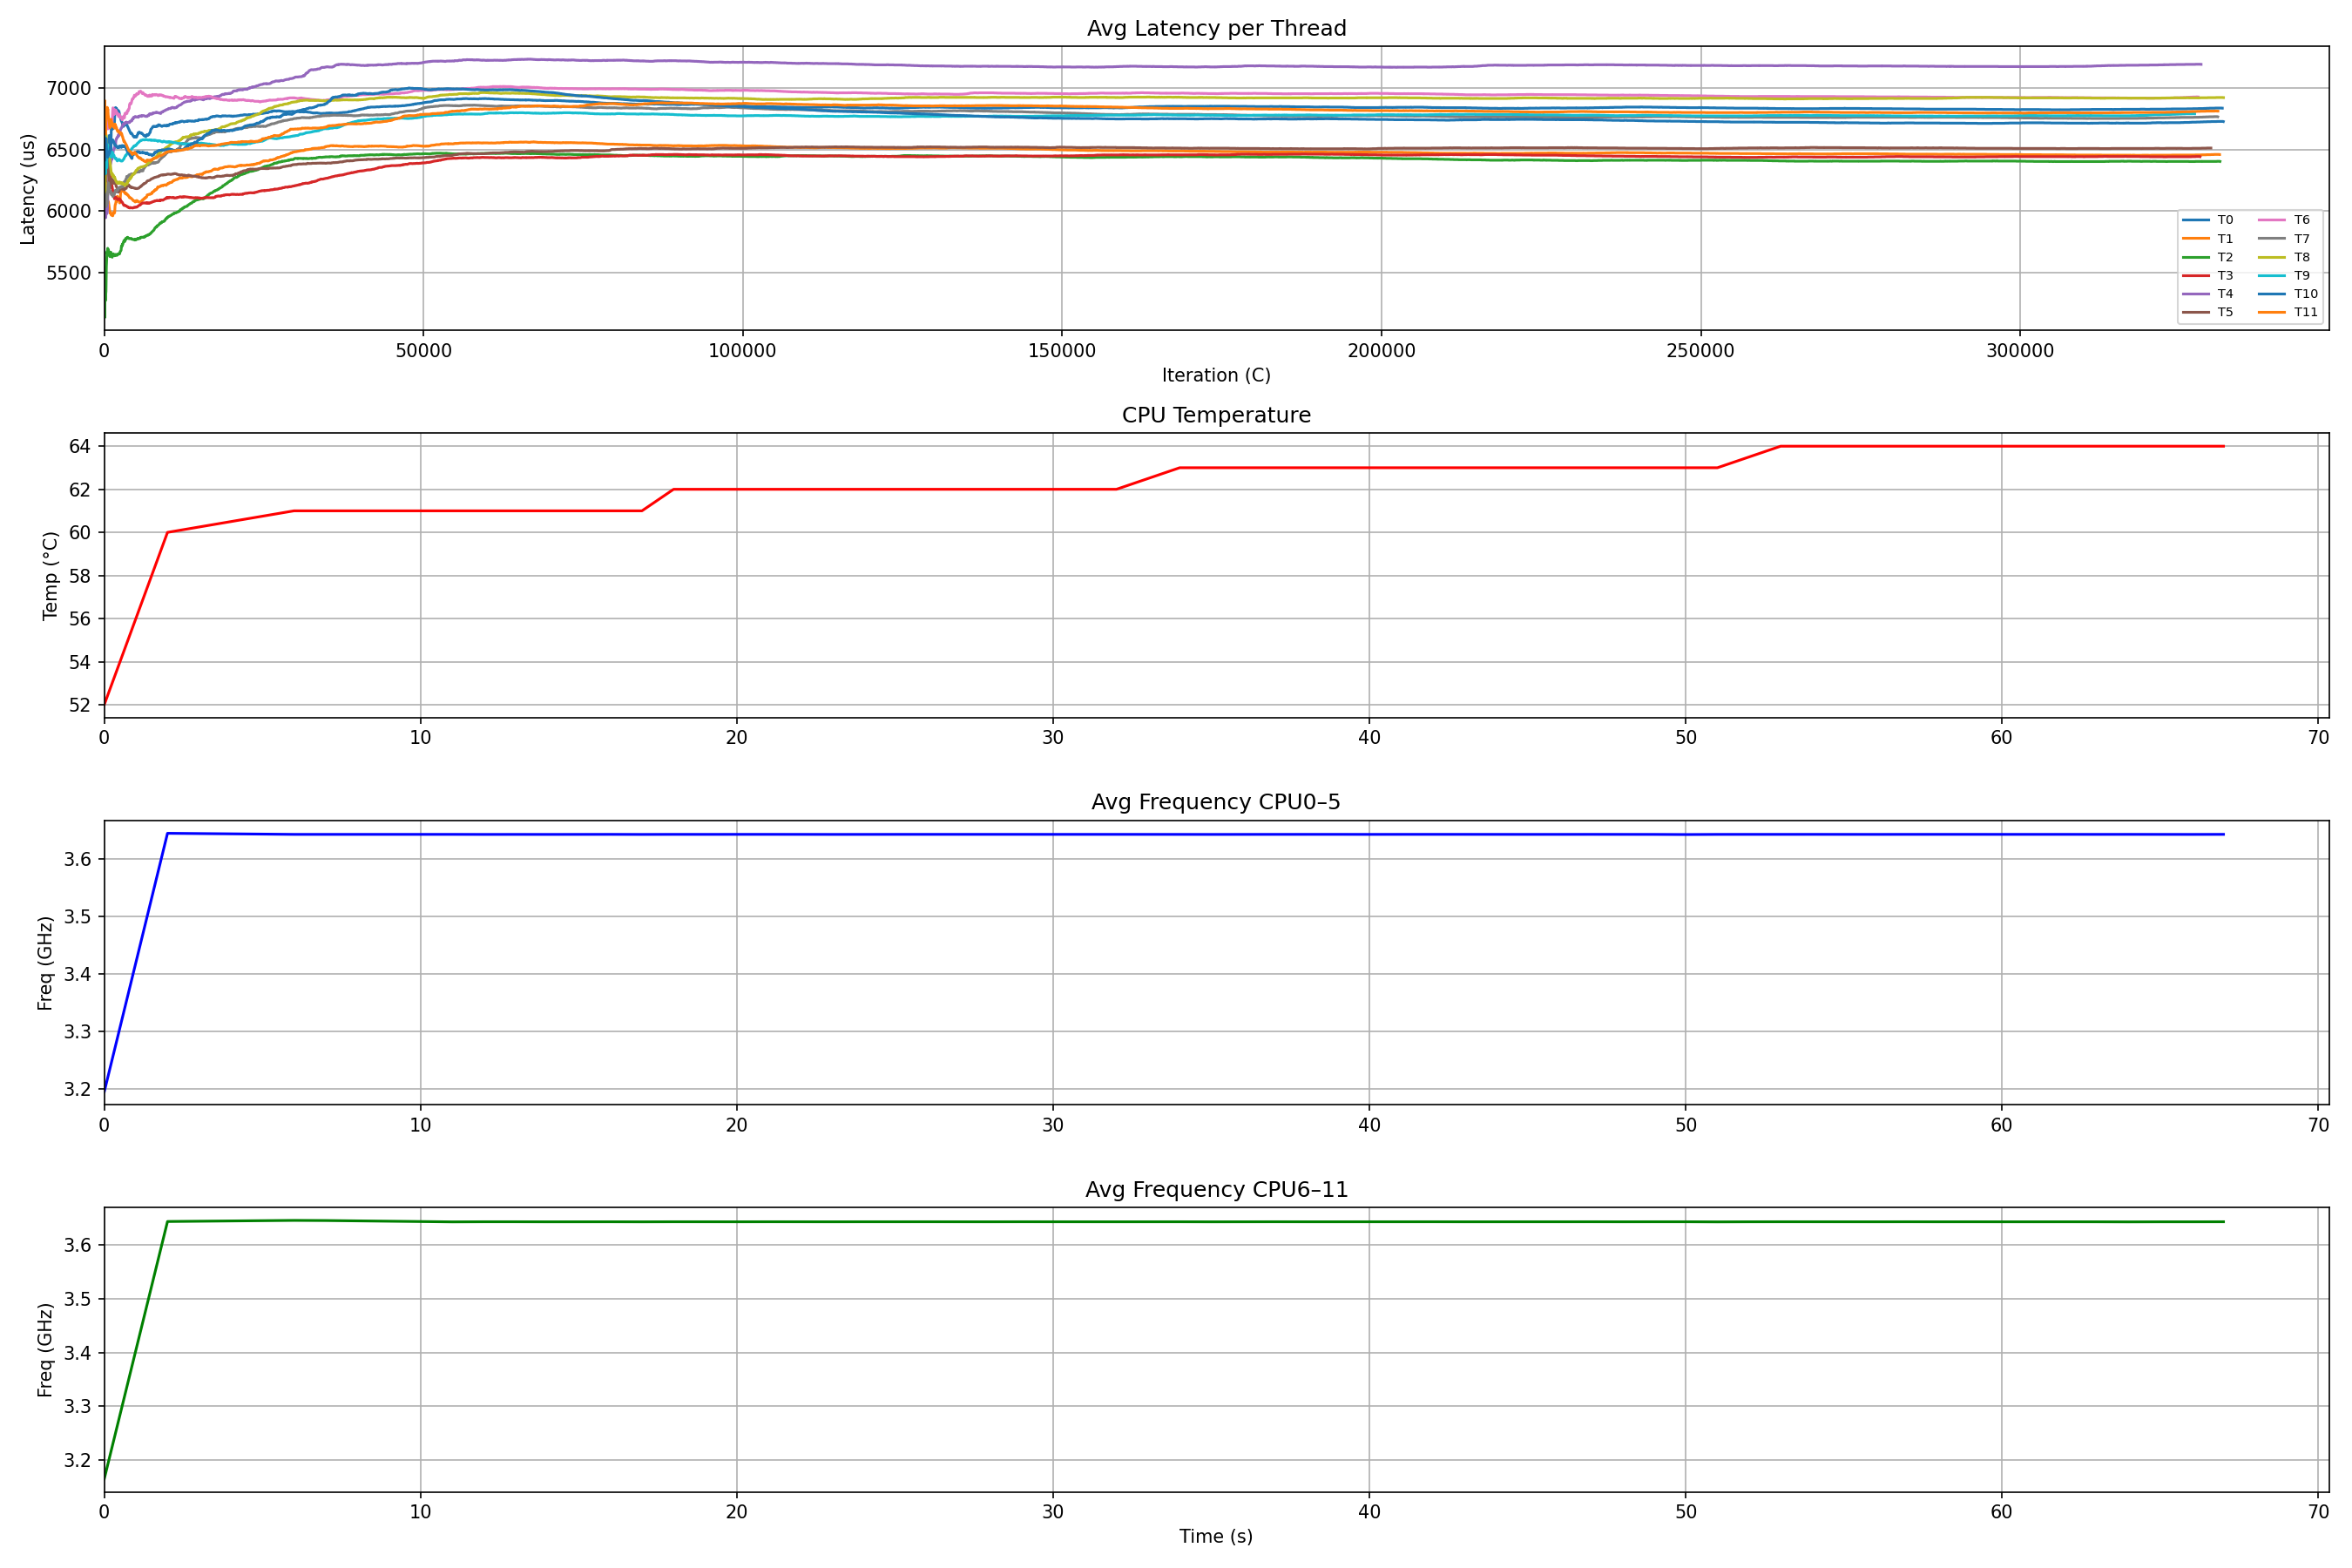 Avg Latency per Thread
Latency (us)
7000
6500
6000
5500
T0 T6
T1 T7
T2 T8
T3 T9
T4 T10
T5 T11
0 50000 100000 150000 200000 250000 300000
Iteration (C)
CPU Temperature
Temp (°C)
64
62
60
58
56
54
52
0 10 20 30 40 50 60 70
Avg Frequency CPU0–5
Freq (GHz)
3.6
3.5
3.4
3.3
3.2
0 10 20 30 40 50 60 70
Avg Frequency CPU6–11
Freq (GHz)
3.6
3.5
3.4
3.3
3.2
0 10 20 30 40 50 60 70
Time (s)